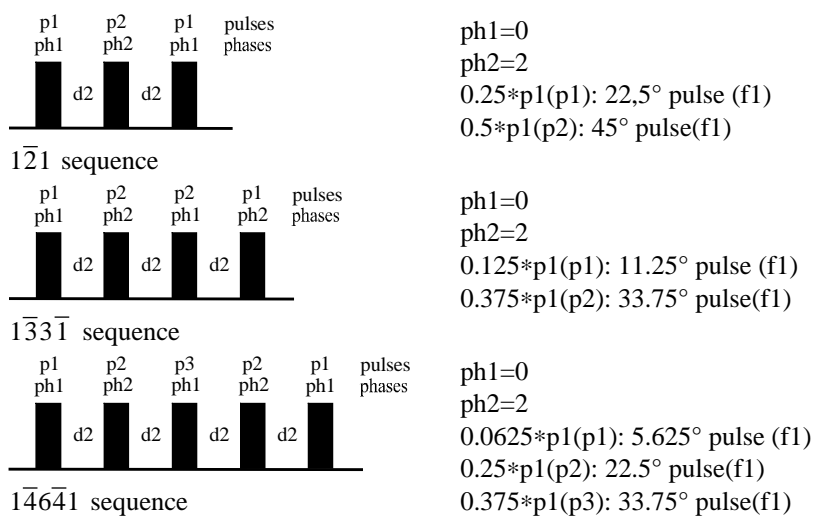 p1 p2 p1 pulses
ph1 ph2 ph1 phases
d2 d2
12̅1 sequence
ph1=0
ph2=2
0.25*p1(p1): 22,5° pulse (f1)
0.5*p1(p2): 45° pulse(f1)
p1 p2 p2 p1 pulses
ph1 ph2 ph1 ph2 phases
d2 d2 d2
13̅31̅ sequence
ph1=0
ph2=2
0.125*p1(p1): 11.25° pulse (f1)
0.375*p1(p2): 33.75° pulse(f1)
p1 p2 p3 p2 p1 pulses
ph1 ph2 ph1 ph2 ph1 phases
d2 d2 d2 d2
14̅64̅1 sequence
ph1=0
ph2=2
0.0625*p1(p1): 5.625° pulse (f1)
0.25*p1(p2): 22.5° pulse(f1)
0.375*p1(p3): 33.75° pulse(f1)